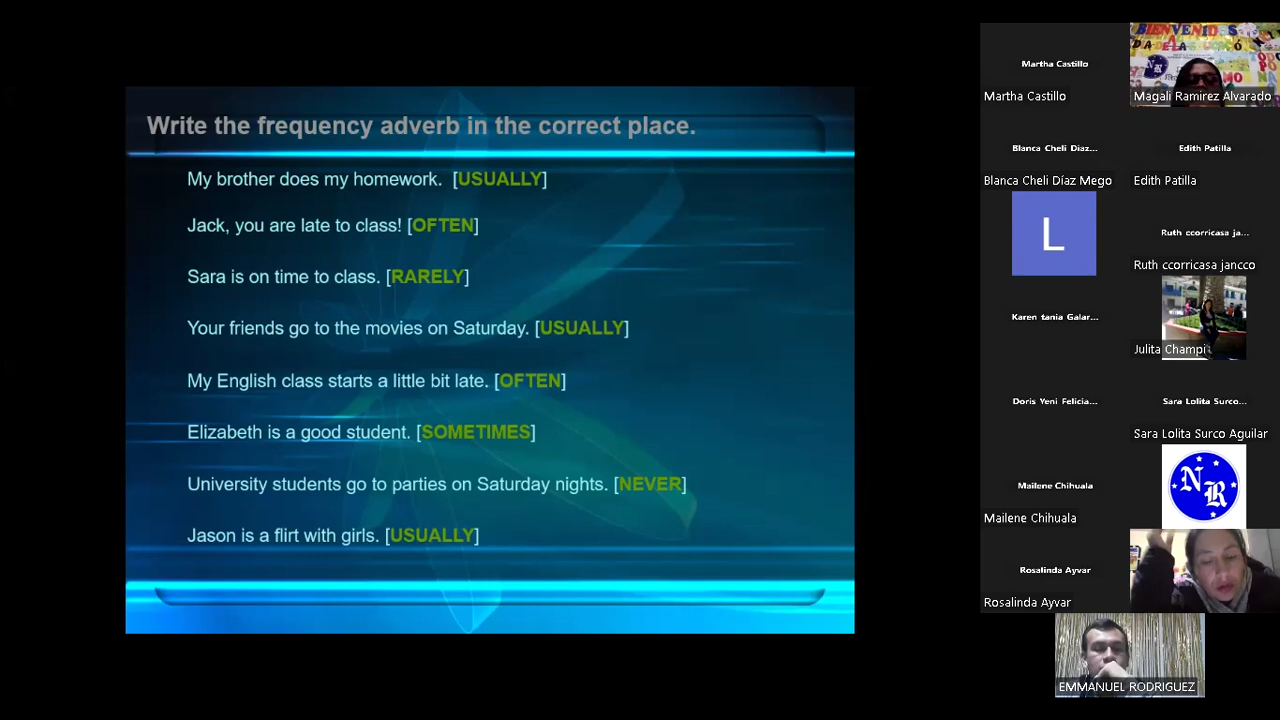 Write the frequency adverb in the correct place.
My brother does my homework. [USUALLY]
Jack, you are late to class! [OFTEN]
Sara is on time to class. [RARELY]
Your friends go to the movies on Saturday. [USUALLY]
My English class starts a little bit late. [OFTEN]
Elizabeth is a good student. [SOMETIMES]
University students go to parties on Saturday nights. [NEVER]
Jason is a flirt with girls. [USUALLY]
Martha Castillo
Martha Castillo
BIENVENIDOS
Magali Ramirez Alvarado
Blanca Cheli Diaz...
Blanca Cheli Díaz Mego
Edith Patilla
Edith Patilla
L
Ruth ccorricasa ja...
Ruth ccorricasa jancco
Karen tania Galar...
Julita Champi
Doris Yeni Felicia...
Sara Lolita Surco...
Sara Lolita Surco Aguilar
Mailene Chihuala
Mailene Chihuala
N R
Rosalinda Ayvar
Rosalinda Ayvar
EMMANUEL RODRIGUEZ